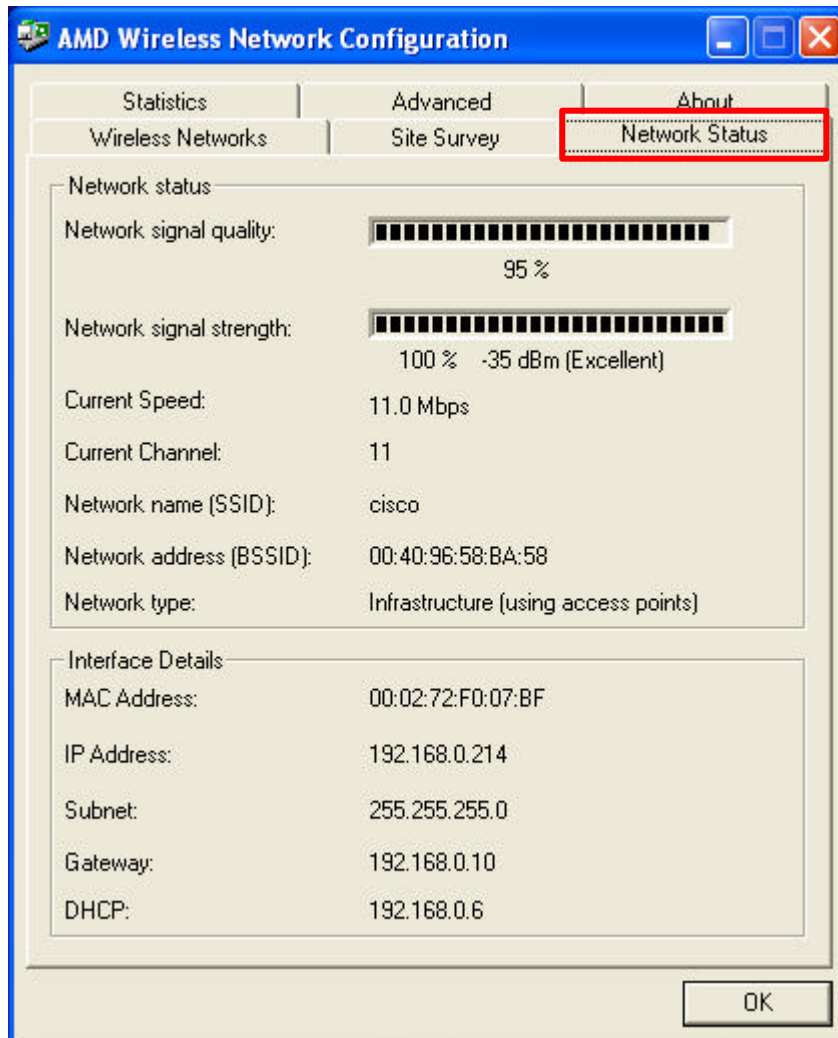 AMD Wireless Network Configuration
Statistics Advanced About
Wireless Networks Site Survey Network Status
Network status
Network signal quality:
95 %
Network signal strength:
100 % -35 dBm (Excellent)
Current Speed: 11.0 Mbps
Current Channel: 11
Network name (SSID): cisco
Network address (BSSID): 00:40:96:58:BA:58
Network type: Infrastructure (using access points)
Interface Details
MAC Address: 00:02:72:F0:07:BF
IP Address: 192.168.0.214
Subnet: 255.255.255.0
Gateway: 192.168.0.10
DHCP: 192.168.0.6
OK